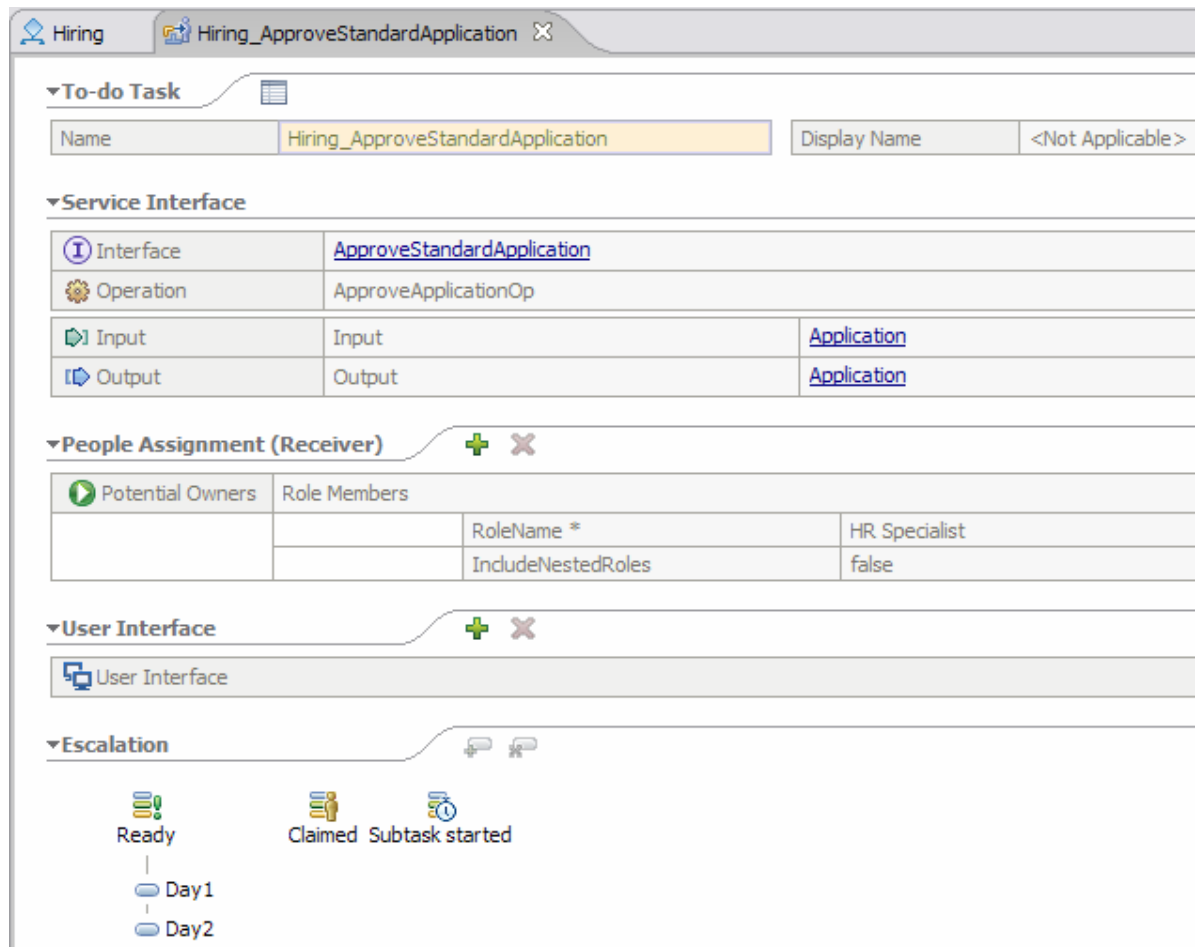 Hiring Hiring_ApproveStandardApplication
To-do Task
Name Hiring_ApproveStandardApplication Display Name <Not Applicable>
Service Interface
Interface ApproveStandardApplication
Operation ApproveApplicationOp
Input Input Application
Output Output Application
People Assignment (Receiver)
Potential Owners Role Members
RoleName * HR Specialist
IncludeNestedRoles false
User Interface
User Interface
Escalation
Ready Claimed Subtask started
Day1
Day2